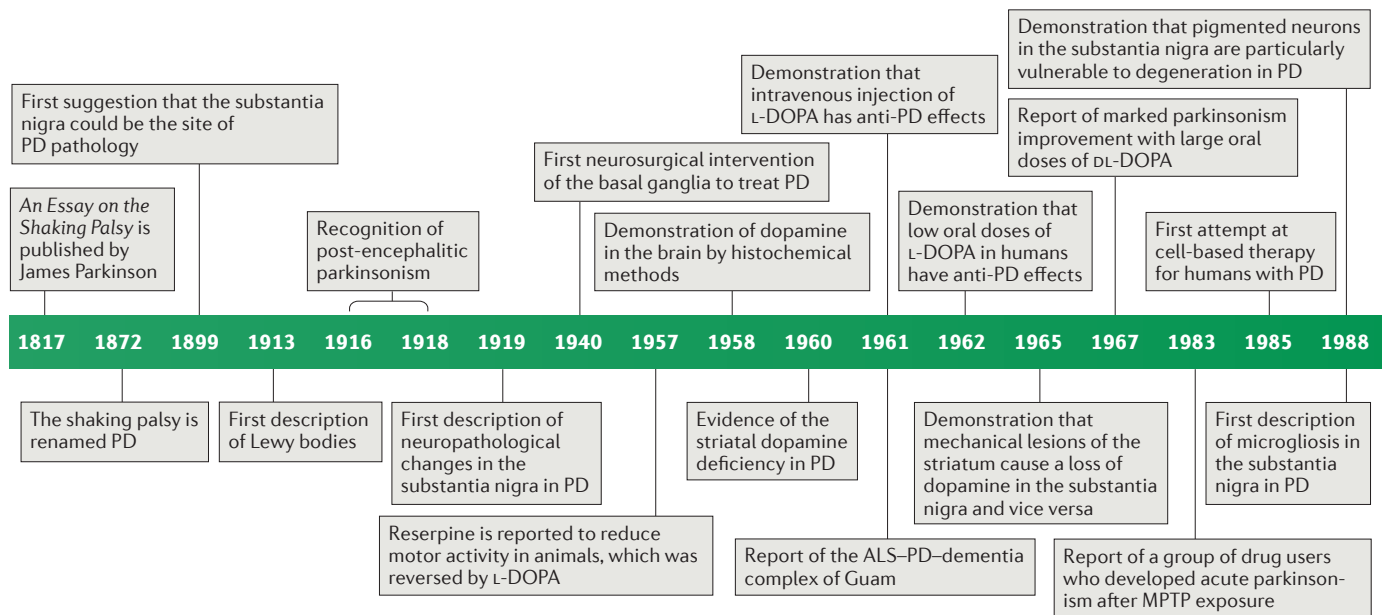 Demonstration that pigmented neurons
in the substantia nigra are particularly
vulnerable to degeneration in PD
Demonstration that
intravenous injection of
L-DOPA has anti-PD effects
First suggestion that the substantia
nigra could be the site of
PD pathology
Report of marked parkinsonism
improvement with large oral
doses of DL-DOPA
First neurosurgical intervention
of the basal ganglia to treat PD
An Essay on the
Shaking Palsy is
published by
James Parkinson
Recognition of
post-encephalitic
parkinsonism
Demonstration of dopamine
in the brain by histochemical
methods
Demonstration that
low oral doses of
L-DOPA in humans
have anti-PD effects
First attempt at
cell-based therapy
for humans with PD
1817 1872 1899 1913 1916 1918 1919 1940 1957 1958 1960 1961 1962 1965 1967 1983 1985 1988
The shaking palsy is
renamed PD
First description
of Lewy bodies
First description of
neuropathological
changes in the
substantia nigra in PD
Evidence of the
striatal dopamine
deficiency in PD
Demonstration that
mechanical lesions of the
striatum cause a loss of
dopamine in the substantia
nigra and vice versa
First description
of microgliosis in
the substantia
nigra in PD
Reserpine is reported to reduce
motor activity in animals, which was
reversed by L-DOPA
Report of the ALS–PD–dementia
complex of Guam
Report of a group of drug users
who developed acute parkinson-
ism after MPTP exposure